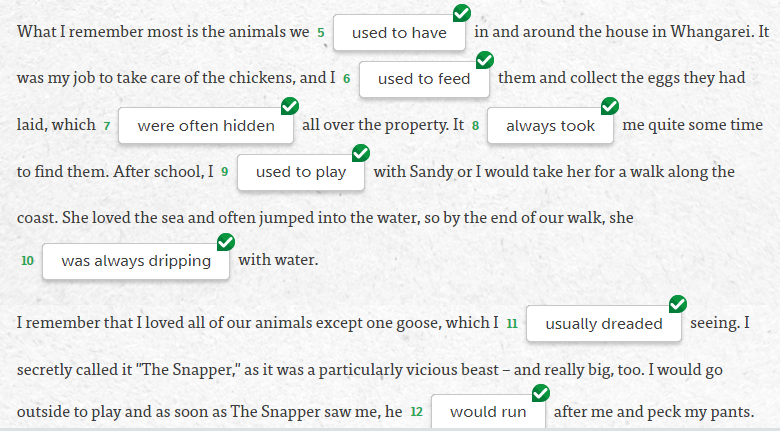 What I remember most is the animals we 5 used to have in and around the house in Whangarei. It
was my job to take care of the chickens, and I 6 used to feed them and collect the eggs they had
laid, which 7 were often hidden all over the property. It 8 always took me quite some time
to find them. After school, I 9 used to play with Sandy or I would take her for a walk along the
coast. She loved the sea and often jumped into the water, so by the end of our walk, she
10 was always dripping with water.
I remember that I loved all of our animals except one goose, which I 11 usually dreaded seeing. I
secretly called it "The Snapper," as it was a particularly vicious beast – and really big, too. I would go
outside to play and as soon as The Snapper saw me, he 12 would run after me and peck my pants.